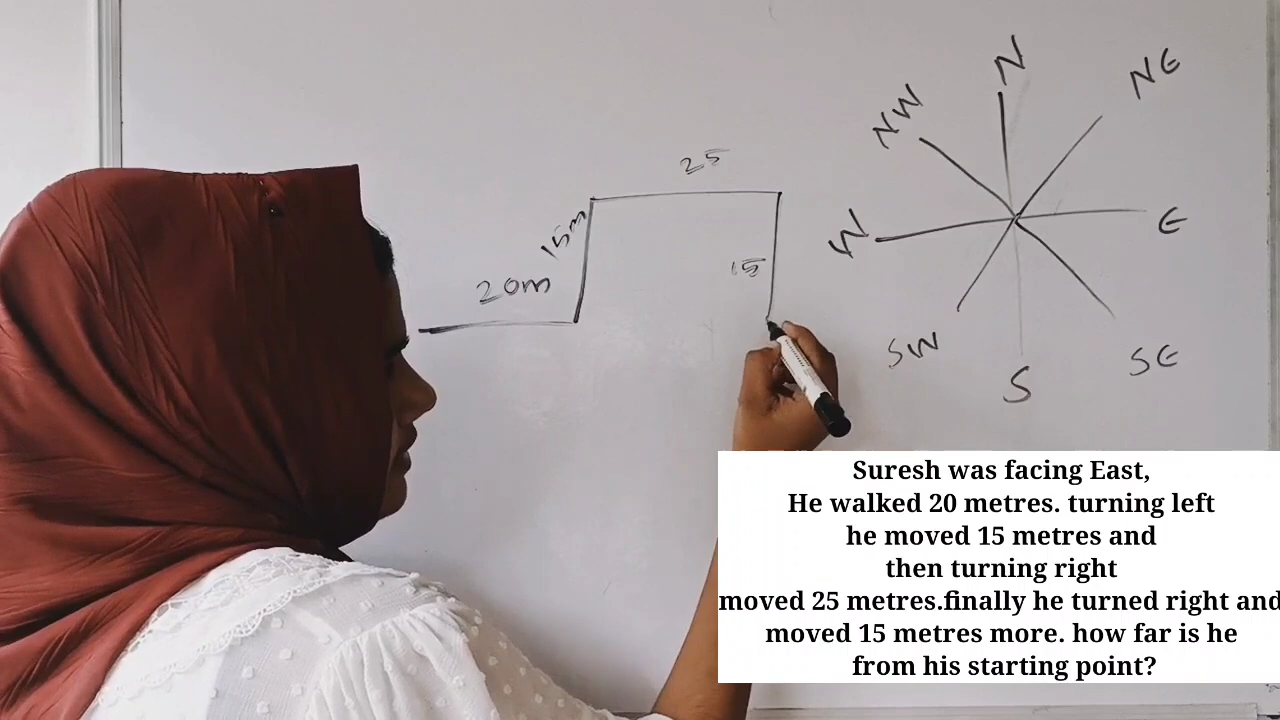 N
NE
NW
25
15m
W
E
15
20m
SW
SE
S
Suresh was facing East,
He walked 20 metres. turning left
he moved 15 metres and
then turning right
moved 25 metres.finally he turned right and
moved 15 metres more. how far is he
from his starting point?